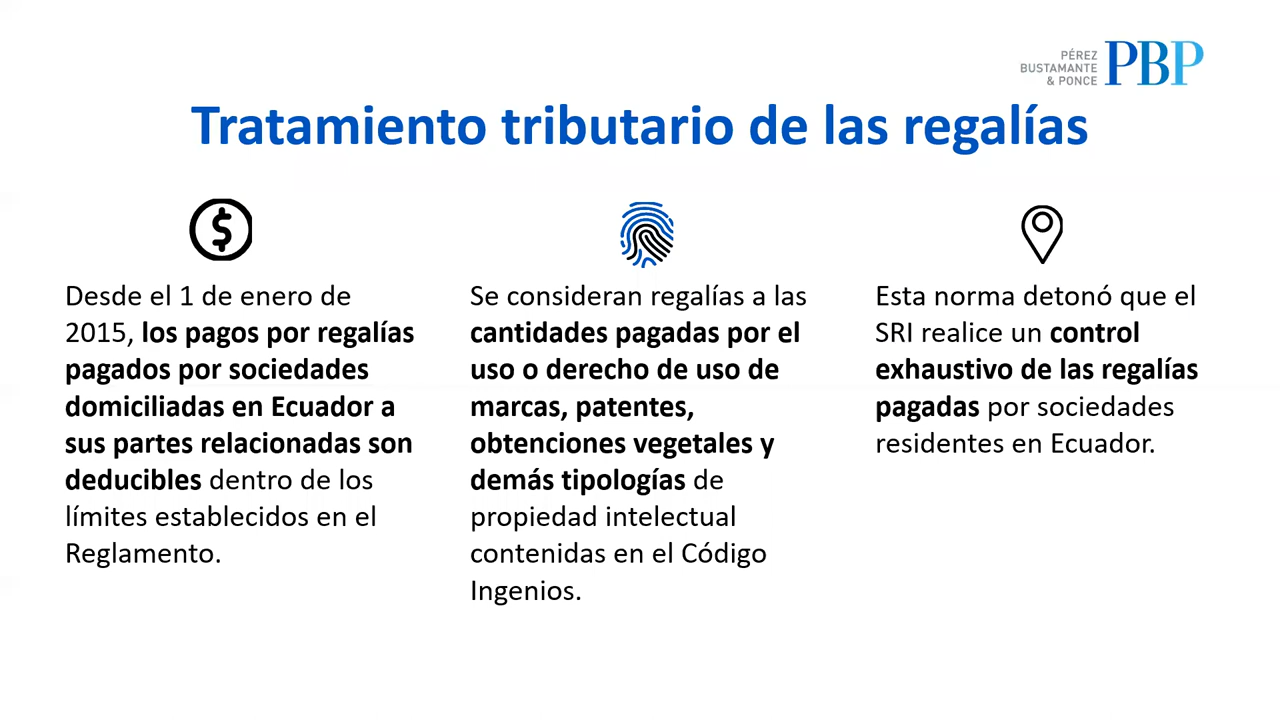 PÉREZ
BUSTAMANTE
& PONCE
PBP
Tratamiento tributario de las regalías
Desde el 1 de enero de
2015, los pagos por regalías
pagados por sociedades
domiciliadas en Ecuador a
sus partes relacionadas son
deducibles dentro de los
límites establecidos en el
Reglamento.
Se consideran regalías a las
cantidades pagadas por el
uso o derecho de uso de
marcas, patentes,
obtenciones vegetales y
demás tipologías de
propiedad intelectual
contenidas en el Código
Ingenios.
Esta norma detonó que el
SRI realice un control
exhaustivo de las regalías
pagadas por sociedades
residentes en Ecuador.